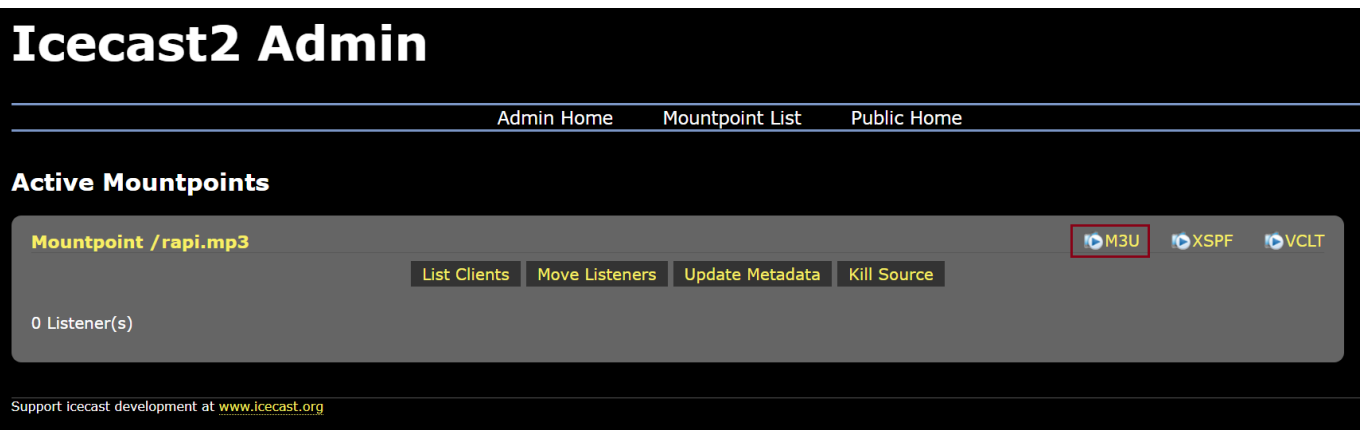 Icecast2 Admin
Admin Home Mountpoint List Public Home
Active Mountpoints
Mountpoint /rapi.mp3 M3U XSPF VCLT
List Clients Move Listeners Update Metadata Kill Source
0 Listener(s)
Support icecast development at www.icecast.org